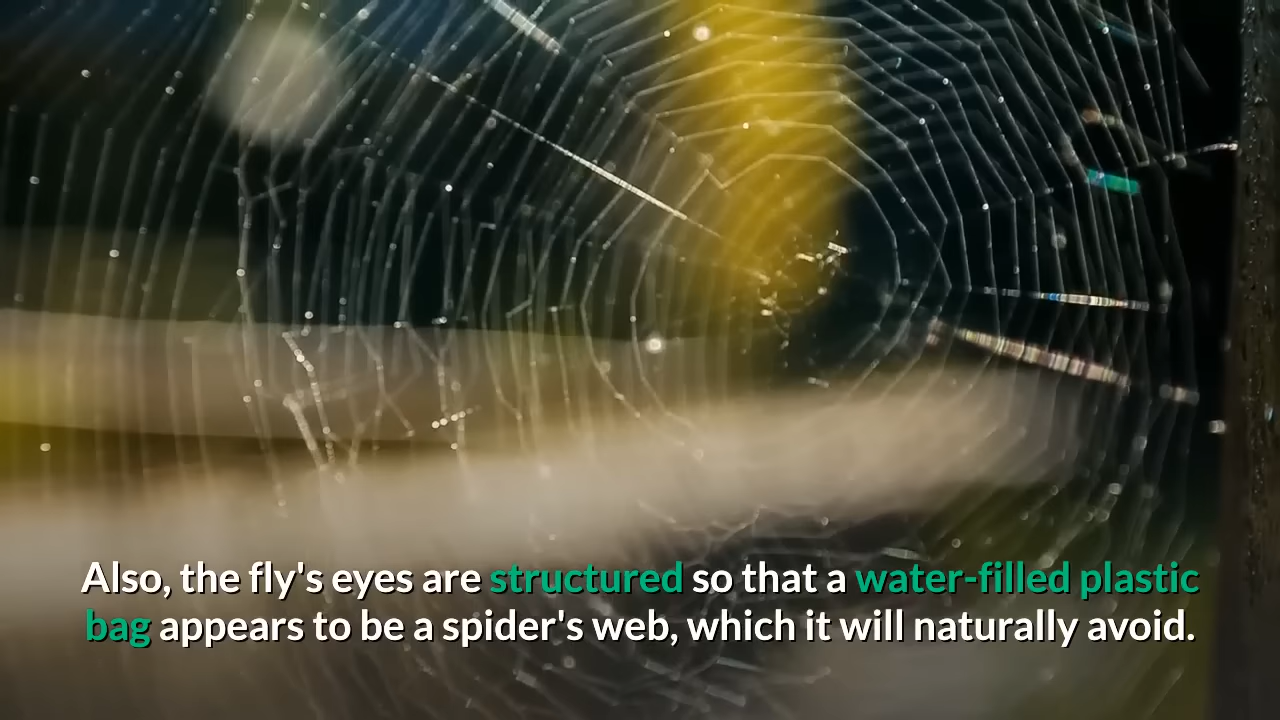 Also, the fly's eyes are structured so that a water-filled plastic
bag appears to be a spider's web, which it will naturally avoid.